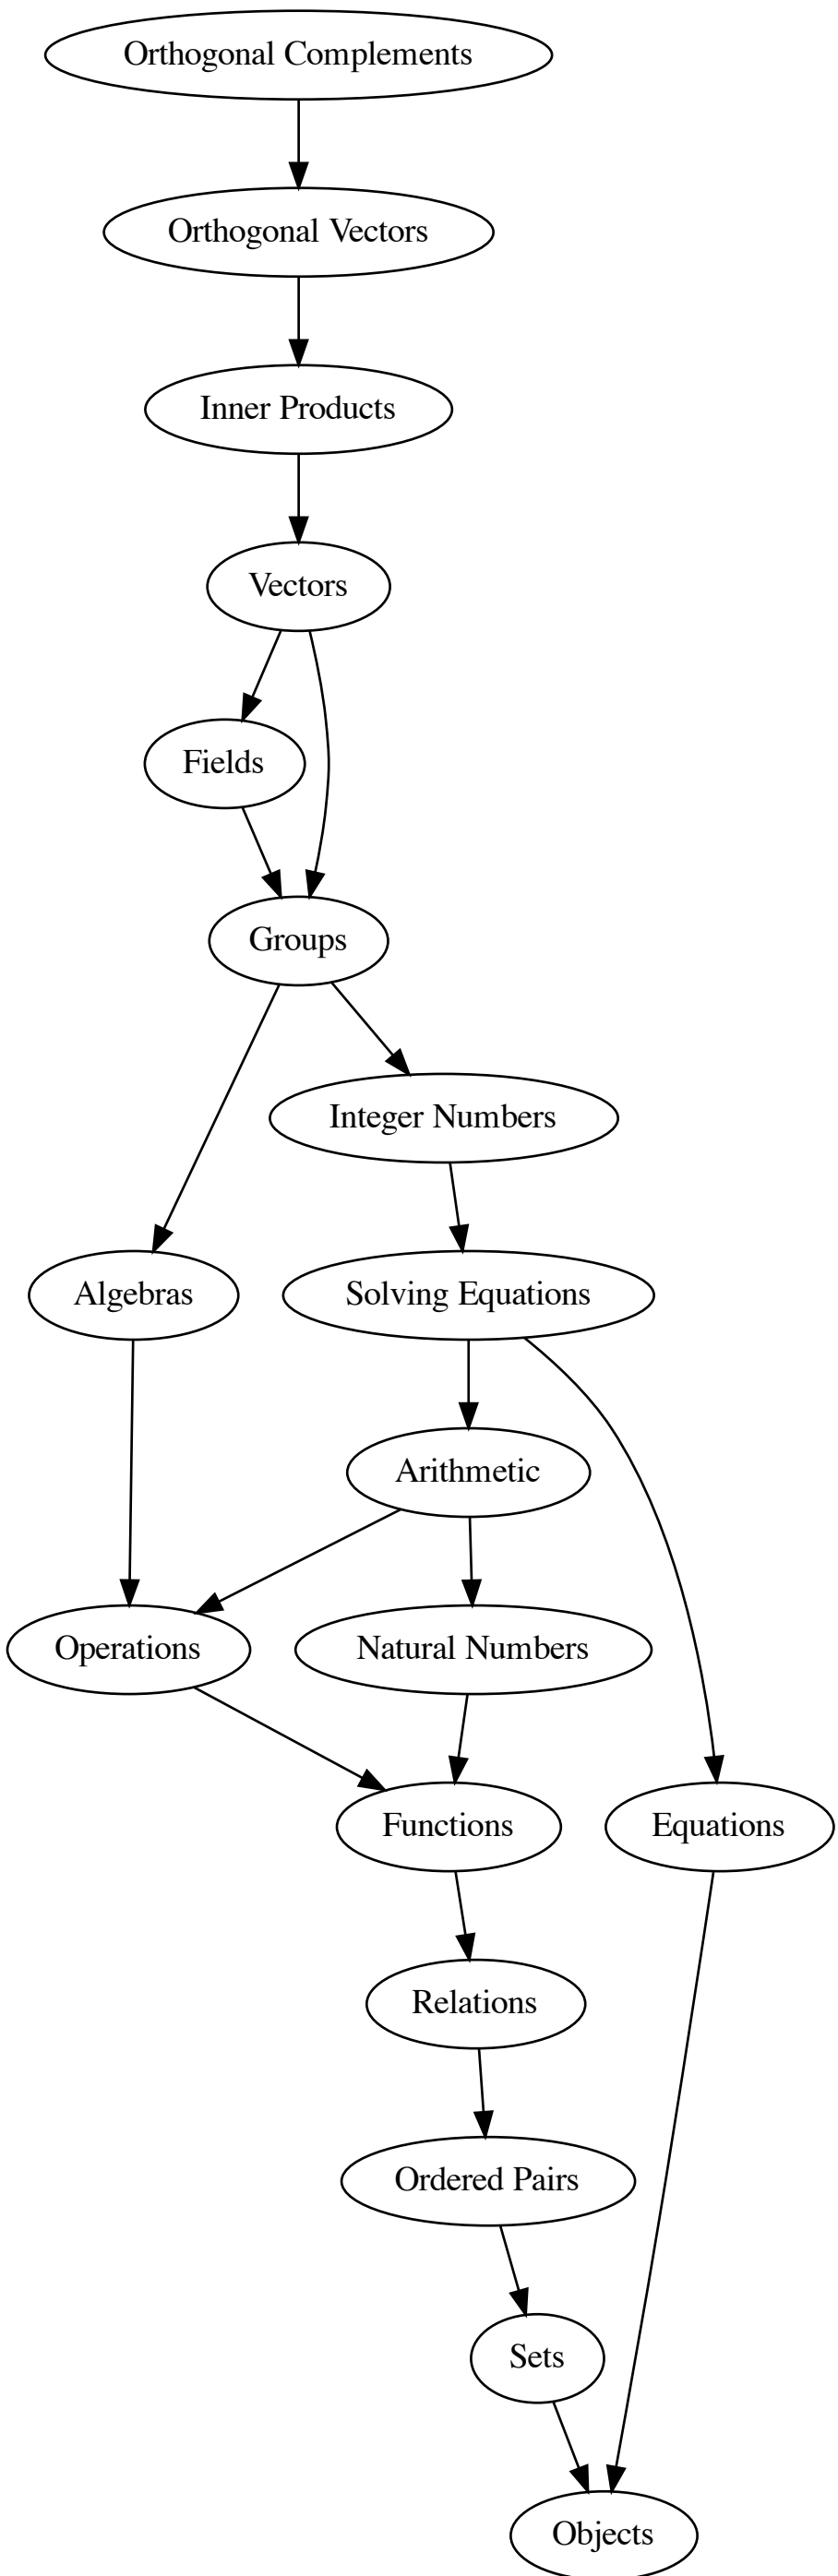 Orthogonal Complements
Orthogonal Vectors
Inner Products
Vectors
Fields
Groups
Integer Numbers
Algebras
Solving Equations
Arithmetic
Operations
Natural Numbers
Functions
Equations
Relations
Ordered Pairs
Sets
Objects